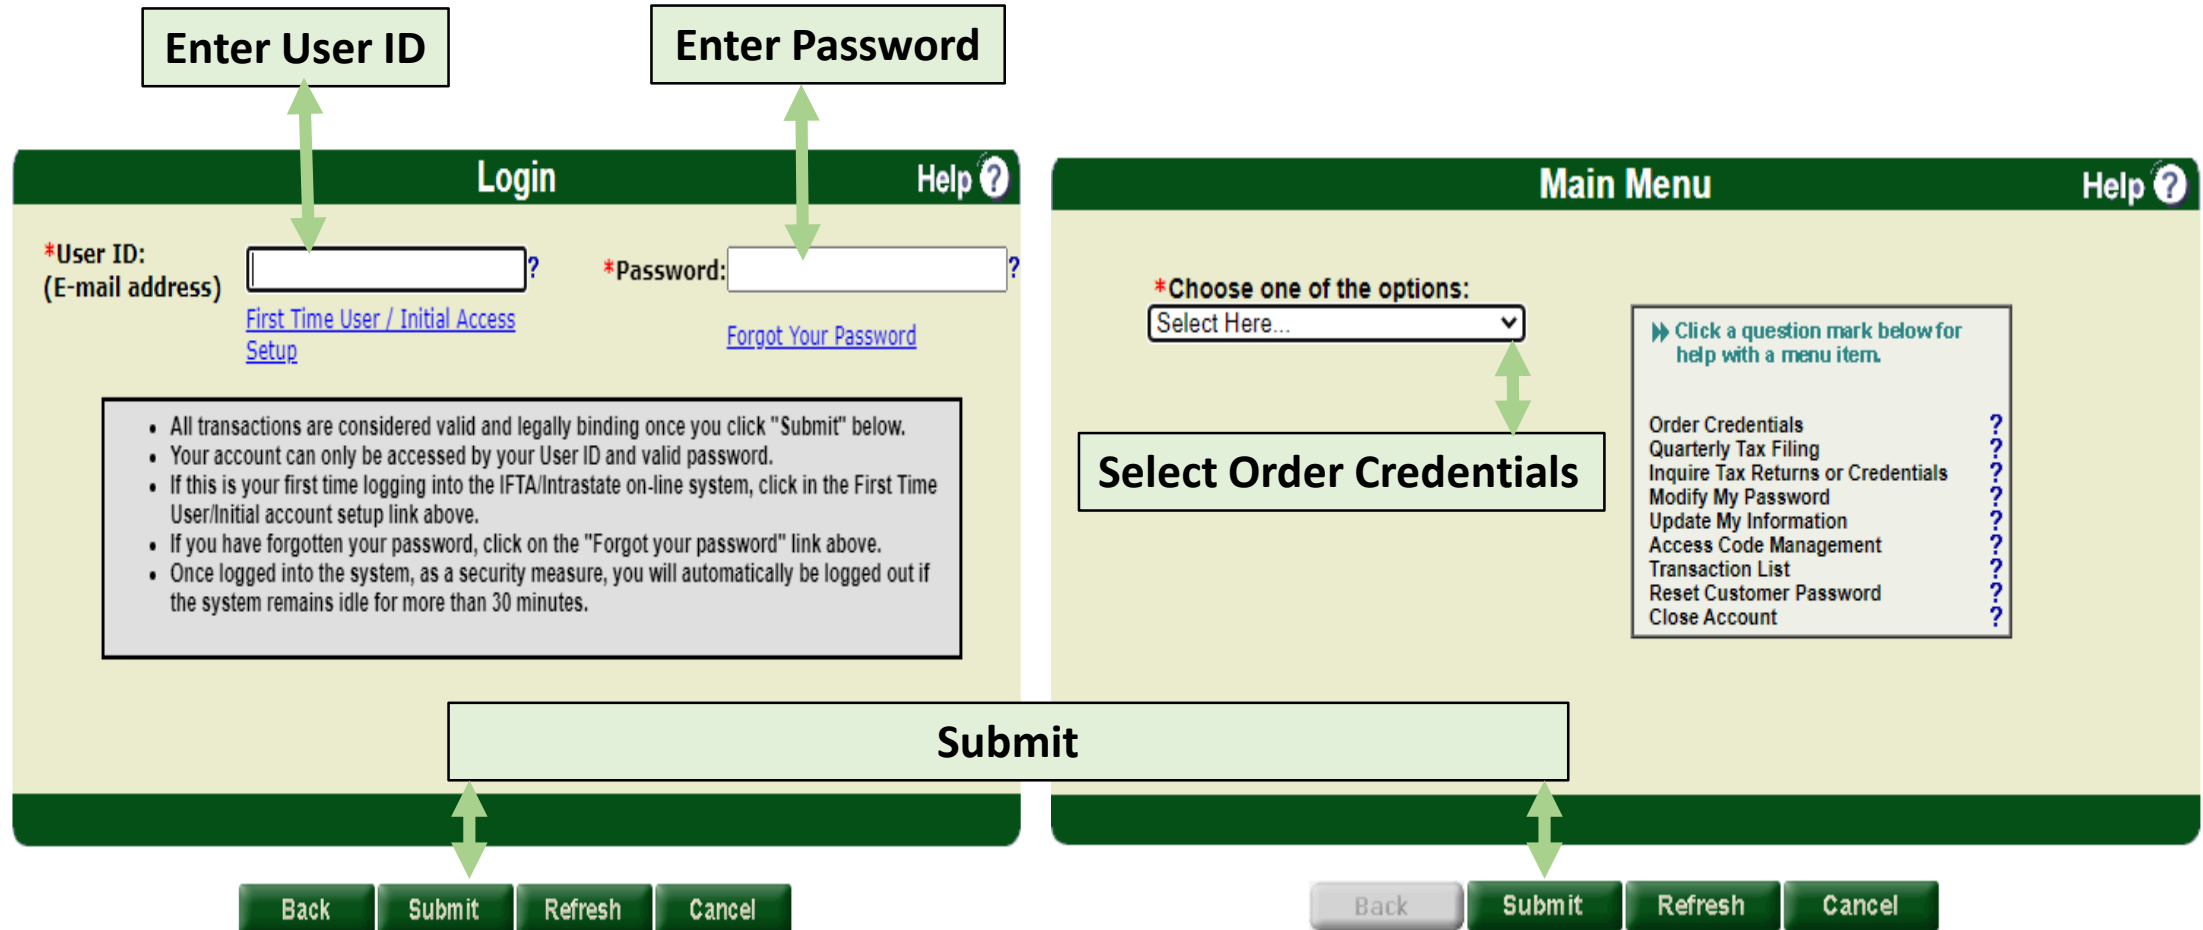 Enter User ID
Enter Password
Login
Help ?
*User ID:
(E-mail address)
?
*Password:
?
First Time User / Initial Access
Setup
Forgot Your Password
• All transactions are considered valid and legally binding once you click "Submit" below.
• Your account can only be accessed by your User ID and valid password.
• If this is your first time logging into the IFTA/Intrastate on-line system, click in the First Time
User/Initial account setup link above.
• If you have forgotten your password, click on the "Forgot your password" link above.
• Once logged into the system, as a security measure, you will automatically be logged out if
the system remains idle for more than 30 minutes.
Main Menu
Help ?
*Choose one of the options:
Select Here...
Select Order Credentials
Click a question mark below for
help with a menu item.
Order Credentials ?
Quarterly Tax Filing ?
Inquire Tax Returns or Credentials ?
Modify My Password ?
Update My Information ?
Access Code Management ?
Transaction List ?
Reset Customer Password ?
Close Account ?
Submit
Back Submit Refresh Cancel
Back Submit Refresh Cancel